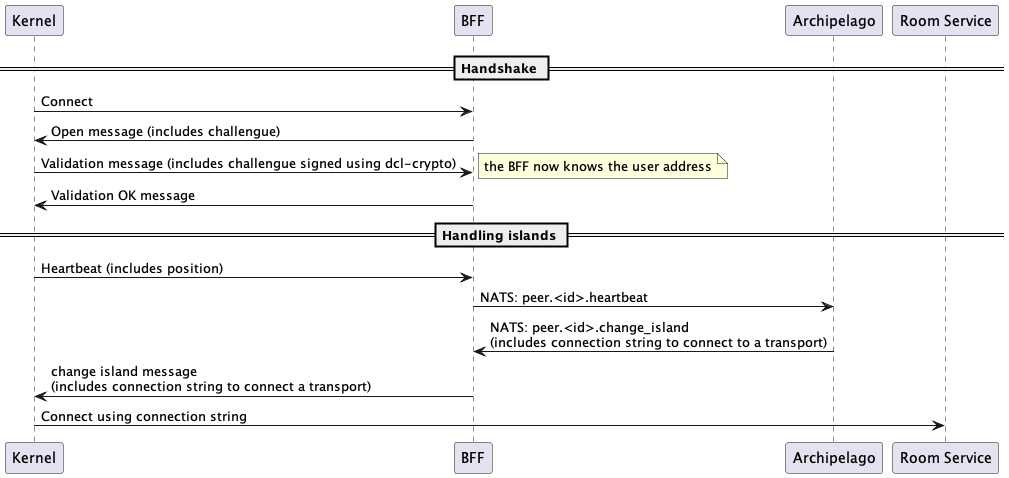 Kernel
BFF
Archipelago
Room Service
Handshake
Connect
Open message (includes challengue)
Validation message (includes challengue signed using dcl-crypto)
the BFF now knows the user address
Validation OK message
Handling islands
Heartbeat (includes position)
NATS: peer.<id>.heartbeat
NATS: peer.<id>.change_island
(includes connection string to connect to a transport)
change island message
(includes connection string to connect a transport)
Connect using connection string
Kernel
BFF
Archipelago
Room Service